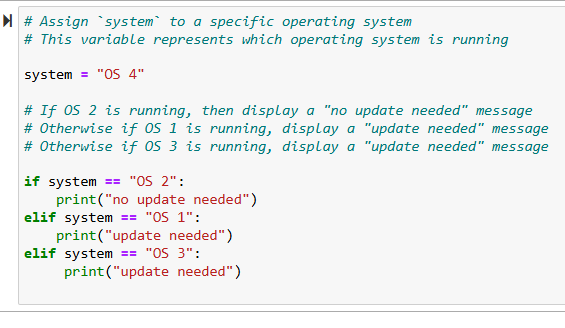 # Assign `system` to a specific operating system
# This variable represents which operating system is running
system = "OS 4"
# If OS 2 is running, then display a "no update needed" message
# Otherwise if OS 1 is running, display a "update needed" message
# Otherwise if OS 3 is running, display a "update needed" message
if system == "OS 2":
    print("no update needed")
elif system == "OS 1":
    print("update needed")
elif system == "OS 3":
     print("update needed")